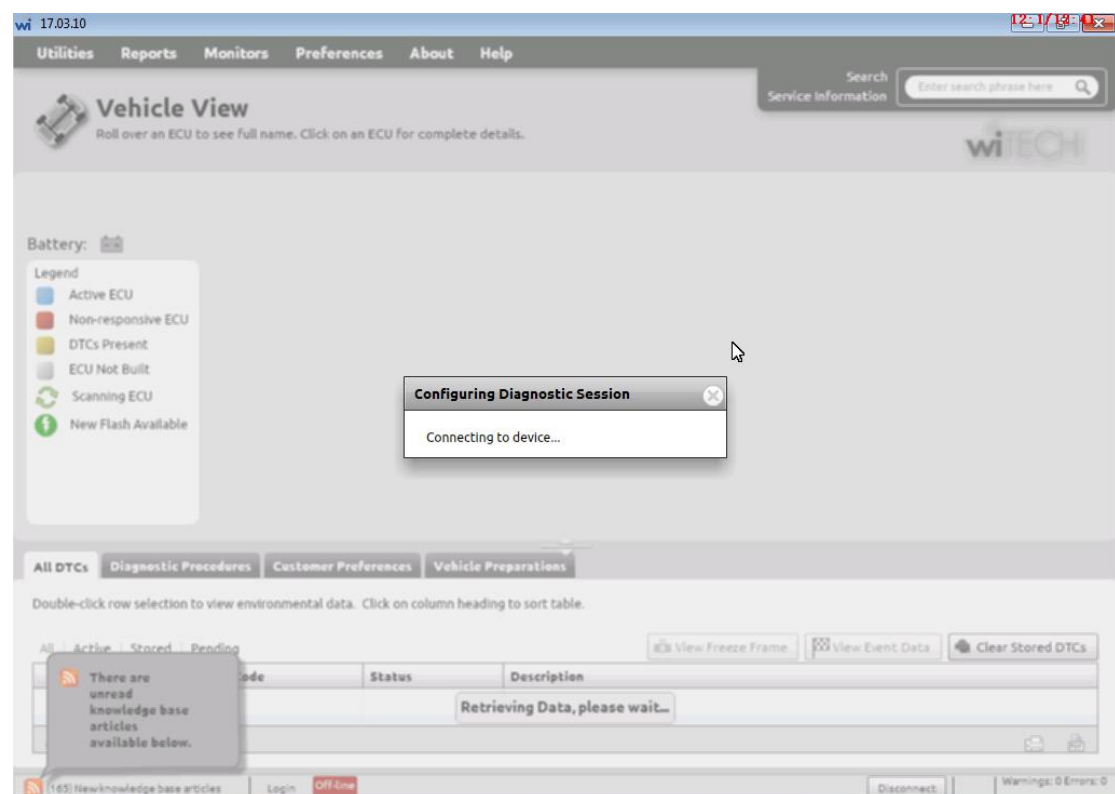 wi 17.03.10
Utilities Reports Monitors Preferences About Help
Search
Service Information
Enter search phrase here
Vehicle View
Roll over an ECU to see full name. Click on an ECU for complete details.
wiTECH
Battery:
Legend
Active ECU
Non-responsive ECU
DTCs Present
ECU Not Built
Scanning ECU
New Flash Available
Configuring Diagnostic Session
Connecting to device...
All DTCs Diagnostic Procedures Customer Preferences Vehicle Preparations
Double-click row selection to view environmental data. Click on column heading to sort table.
All Active Stored Pending View Freeze Frame View Event Data Clear Stored DTCs
ode Status Description
Retrieving Data, please wait...
There are
unread
knowledge base
articles
available below.
(165) New knowledge base articles Login Off-line Disconnect Warnings: 0 Errors: 0